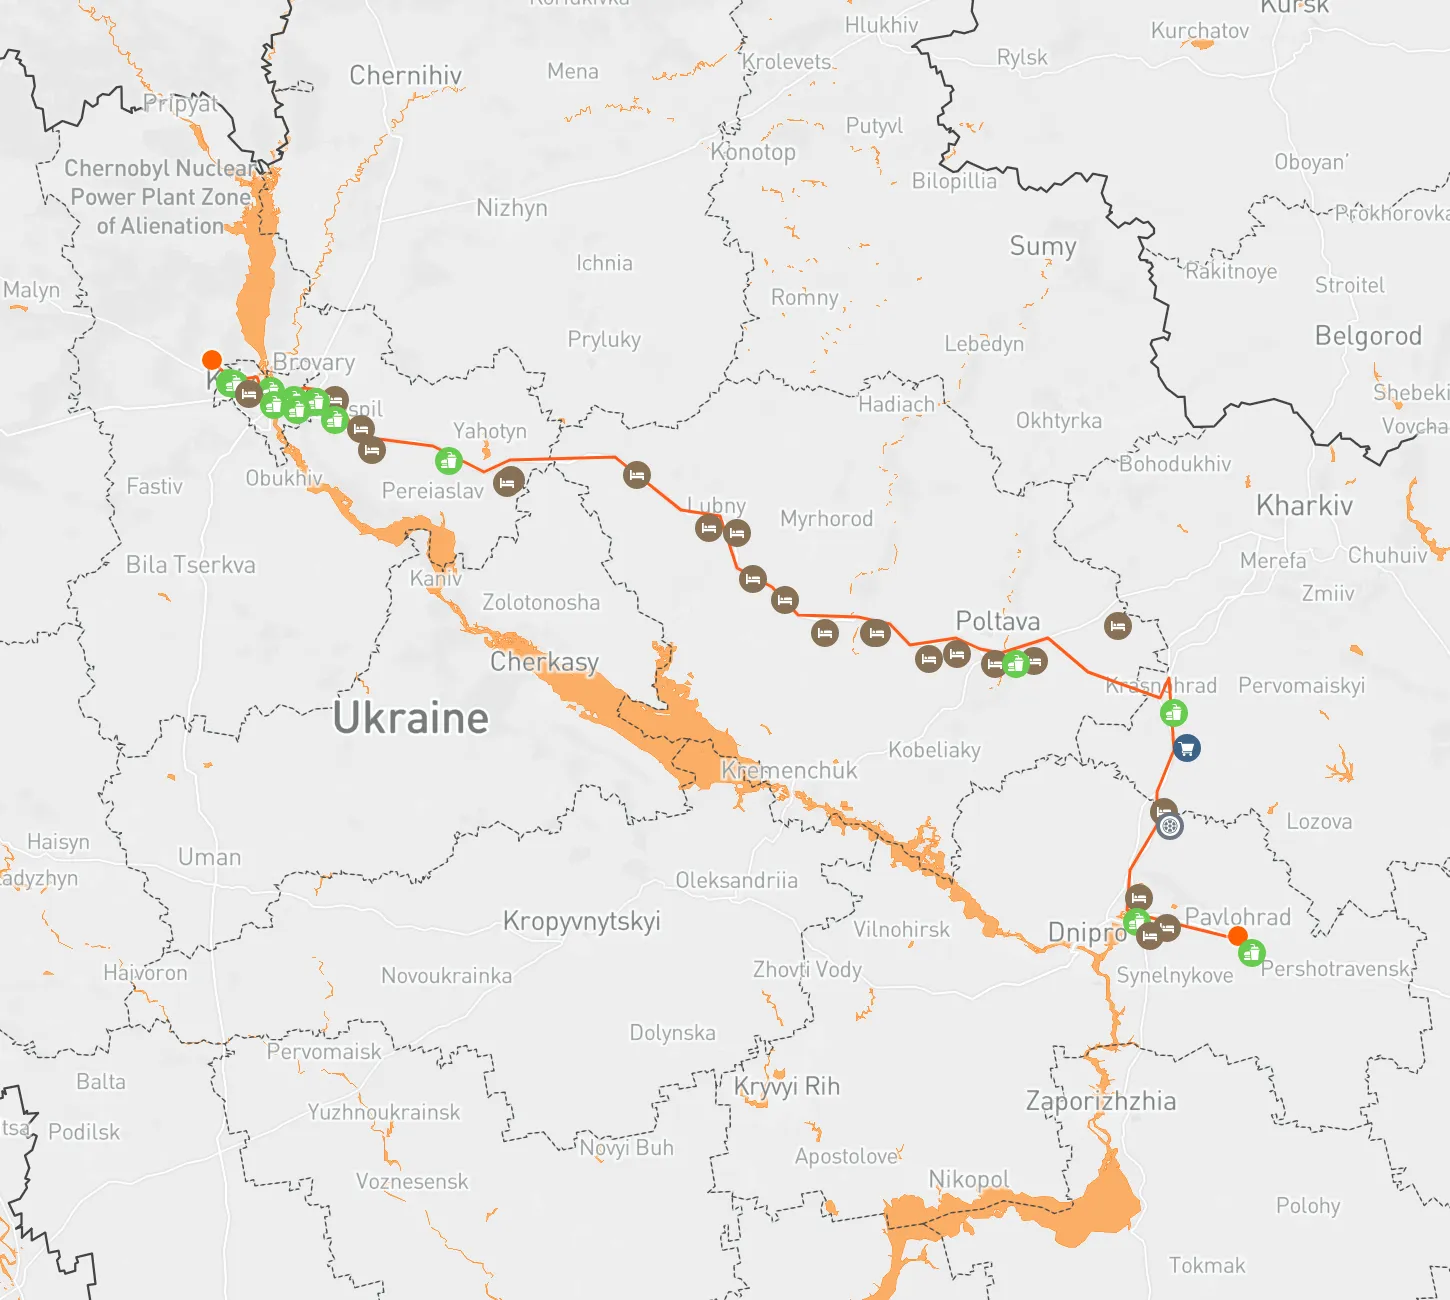 Kursk
Hlukhiv
Kurchatov
Rylsk
Krolevets
Mena
Chernihiv
Pripyat
Putyvl
Konotop
Oboyan'
Chernobyl Nuclear
Power Plant Zone
of Alienation
Bilopillia
Nizhyn
Prokhorovka
Sumy
Ichnia
Rakitnoye
Malyn
Stroitel
Romny
Belgorod
Pryluky
Lebedyn
Brovary
Shebeki
Hadiach
spil
Okhtyrka
Vovcha
Yahotyn
Bohodukhiv
Obukhiv
Fastiv
Pereiaslav
Kharkiv
Lubny
Myrhorod
Chuhuiv
Merefa
Bila Tserkva
Kaniv
Zmiiv
Zolotonosha
Poltava
Cherkasy
Krasnohrad
Pervomaiskyi
Ukraine
Kobeliaky
Kremenchuk
Lozova
Haisyn
Uman
adyzhyn
Oleksandriia
Pavlohrad
Kropyvnytskyi
Vilnohirsk
Dnipro
Haivoron
Novoukrainka
Zhovti Vody
Synelnykove
Pershotravensk
Dolynska
Pervomaisk
Balta
Kryvyi Rih
Zaporizhzhia
Yuzhnoukrainsk
tsa
Podilsk
Novyi Buh
Apostolove
Voznesensk
Nikopol
Polohy
Tokmak